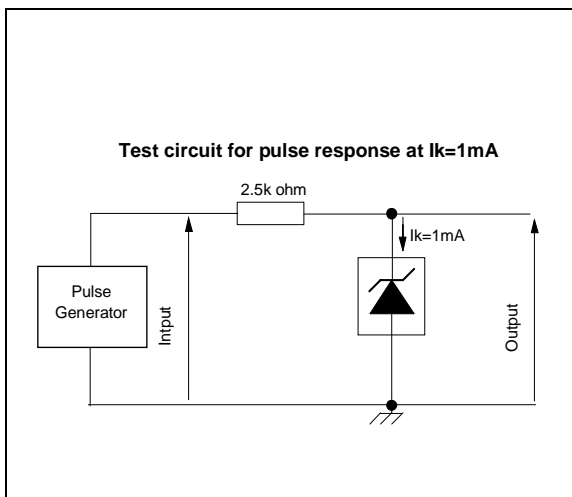 Test circuit for pulse response at Ik=1mA
2.5k ohm
Ik=1mA
Pulse
Generator
Intput
Output